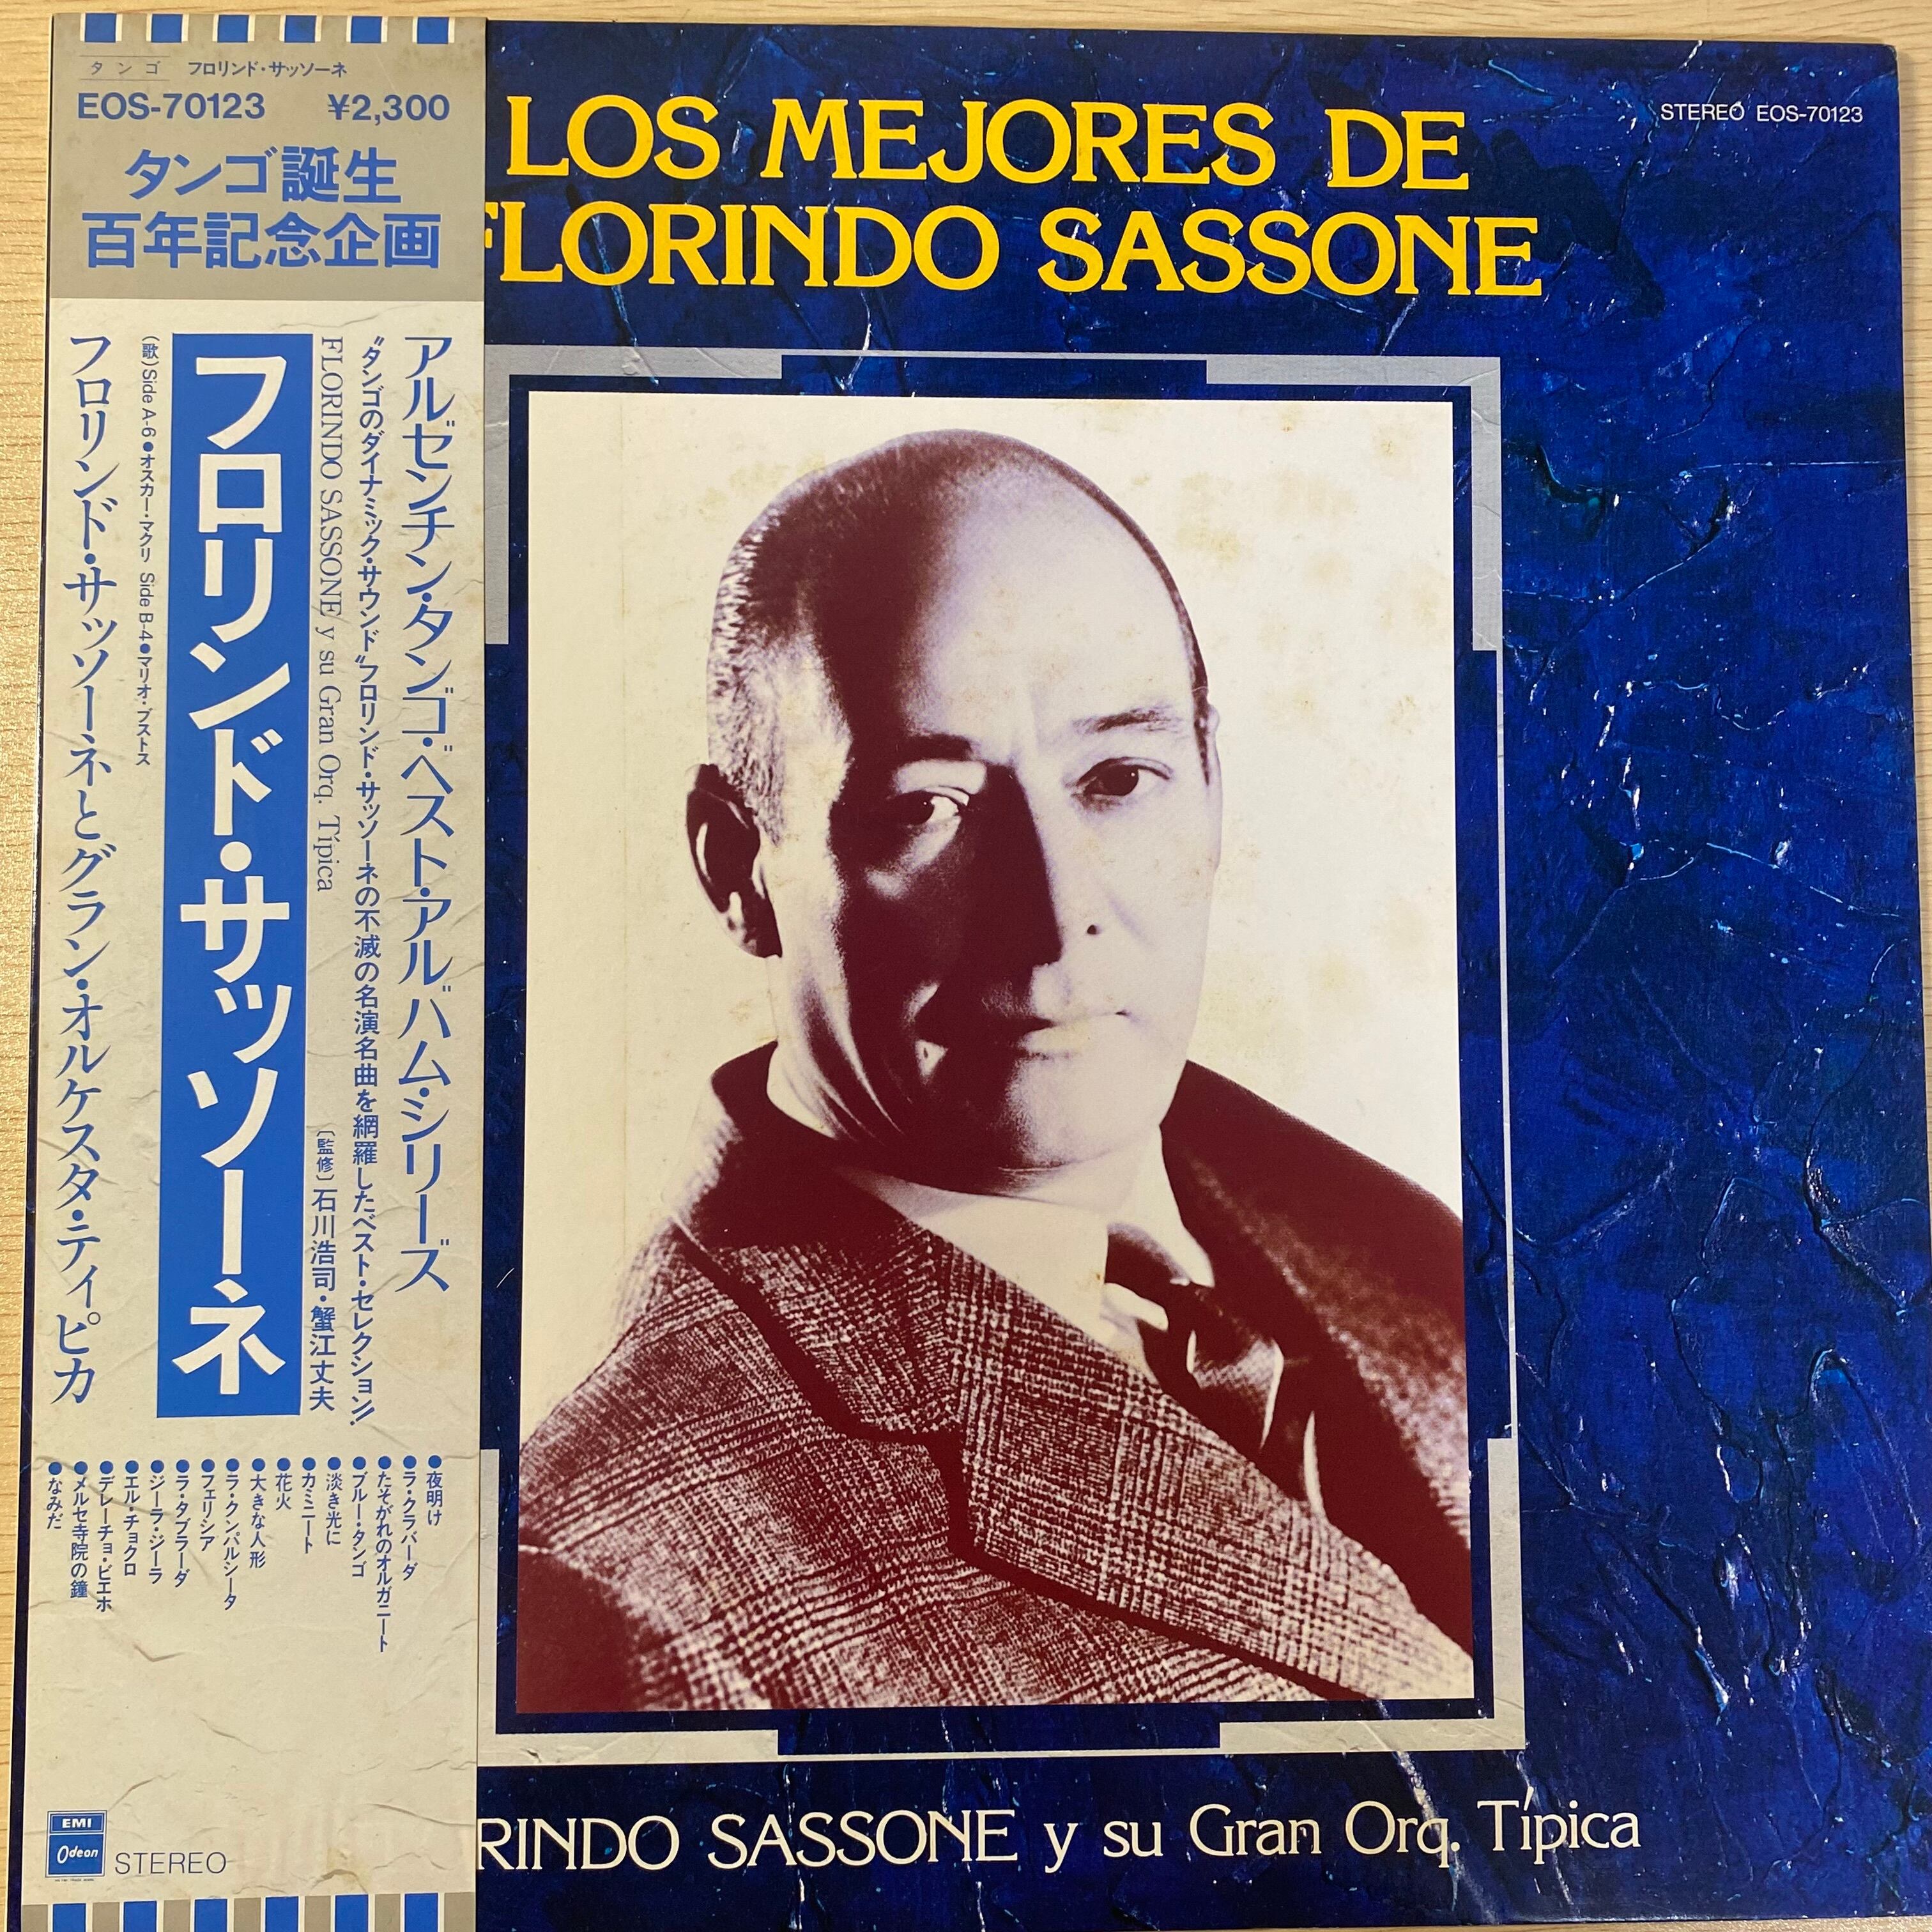 タンゴ フロリンド・サッソーネ
EOS-70123 ¥2,300
タンゴ誕生
百年記念企画
アルゼンチン・タンゴ・ベスト・アルバム・シリーズ
“タンゴのダイナミック・サウンド”フロリンド・サッソーネの不滅の名演名曲を網羅したベスト・セレクション!!
FLORINDO SASSONE y su Gran Orq. Típica
〔監修〕石川浩司・蟹江丈夫
フロリンド・サッソーネ
(歌)Side A-6●オスカー・マクリ Side B-4●マリオ・ブストス
フロリンド・サッソーネとグラン・オルケスタ・ティピカ
●夜明け
●ラ・クラバーダ
●たそがれのオルガニート
●ブルー・タンゴ
●淡き光に
●カミニート
●花火
●大きな人形
●ラ・クンパルシータ
●フェリシア
●ラ・タブラーダ
●ジーラ・ジーラ
●エル・チョクロ
●デレーチョ・ビエホ
●メルセ寺院の鐘
●なみだ
EMI
Odeon
STEREO
STEREO EOS-70123
LOS MEJORES DE
FLORINDO SASSONE
RINDO SASSONE y su Gran Orq. Típica